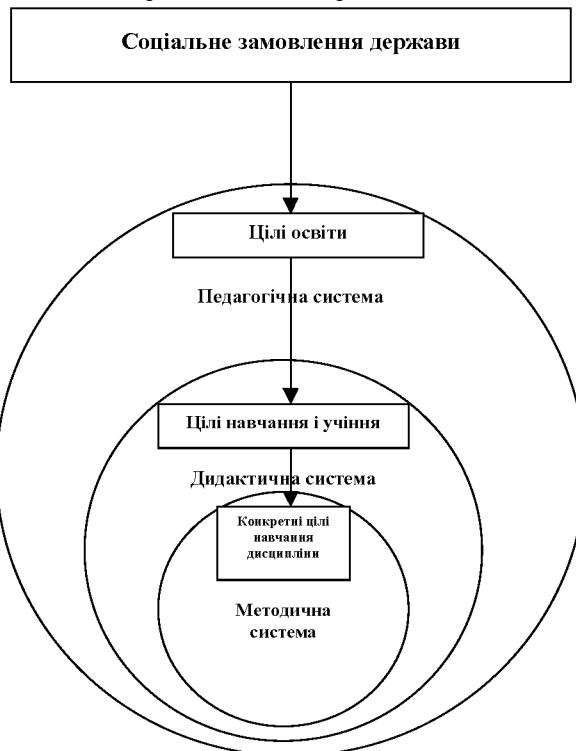 Соціальне замовлення держави
Цілі освіти
Педагогічна система
Цілі навчання і учіння
Дидактична система
Конкретні цілі
навчання
дисципліни
Методична
система